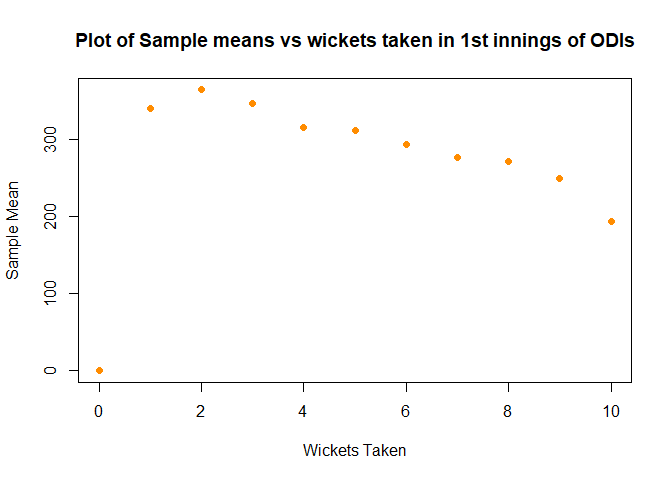 Plot of Sample means vs wickets taken in 1st innings of ODIs
Sample Mean
300
200
100
0
0 2 4 6 8 10
Wickets Taken